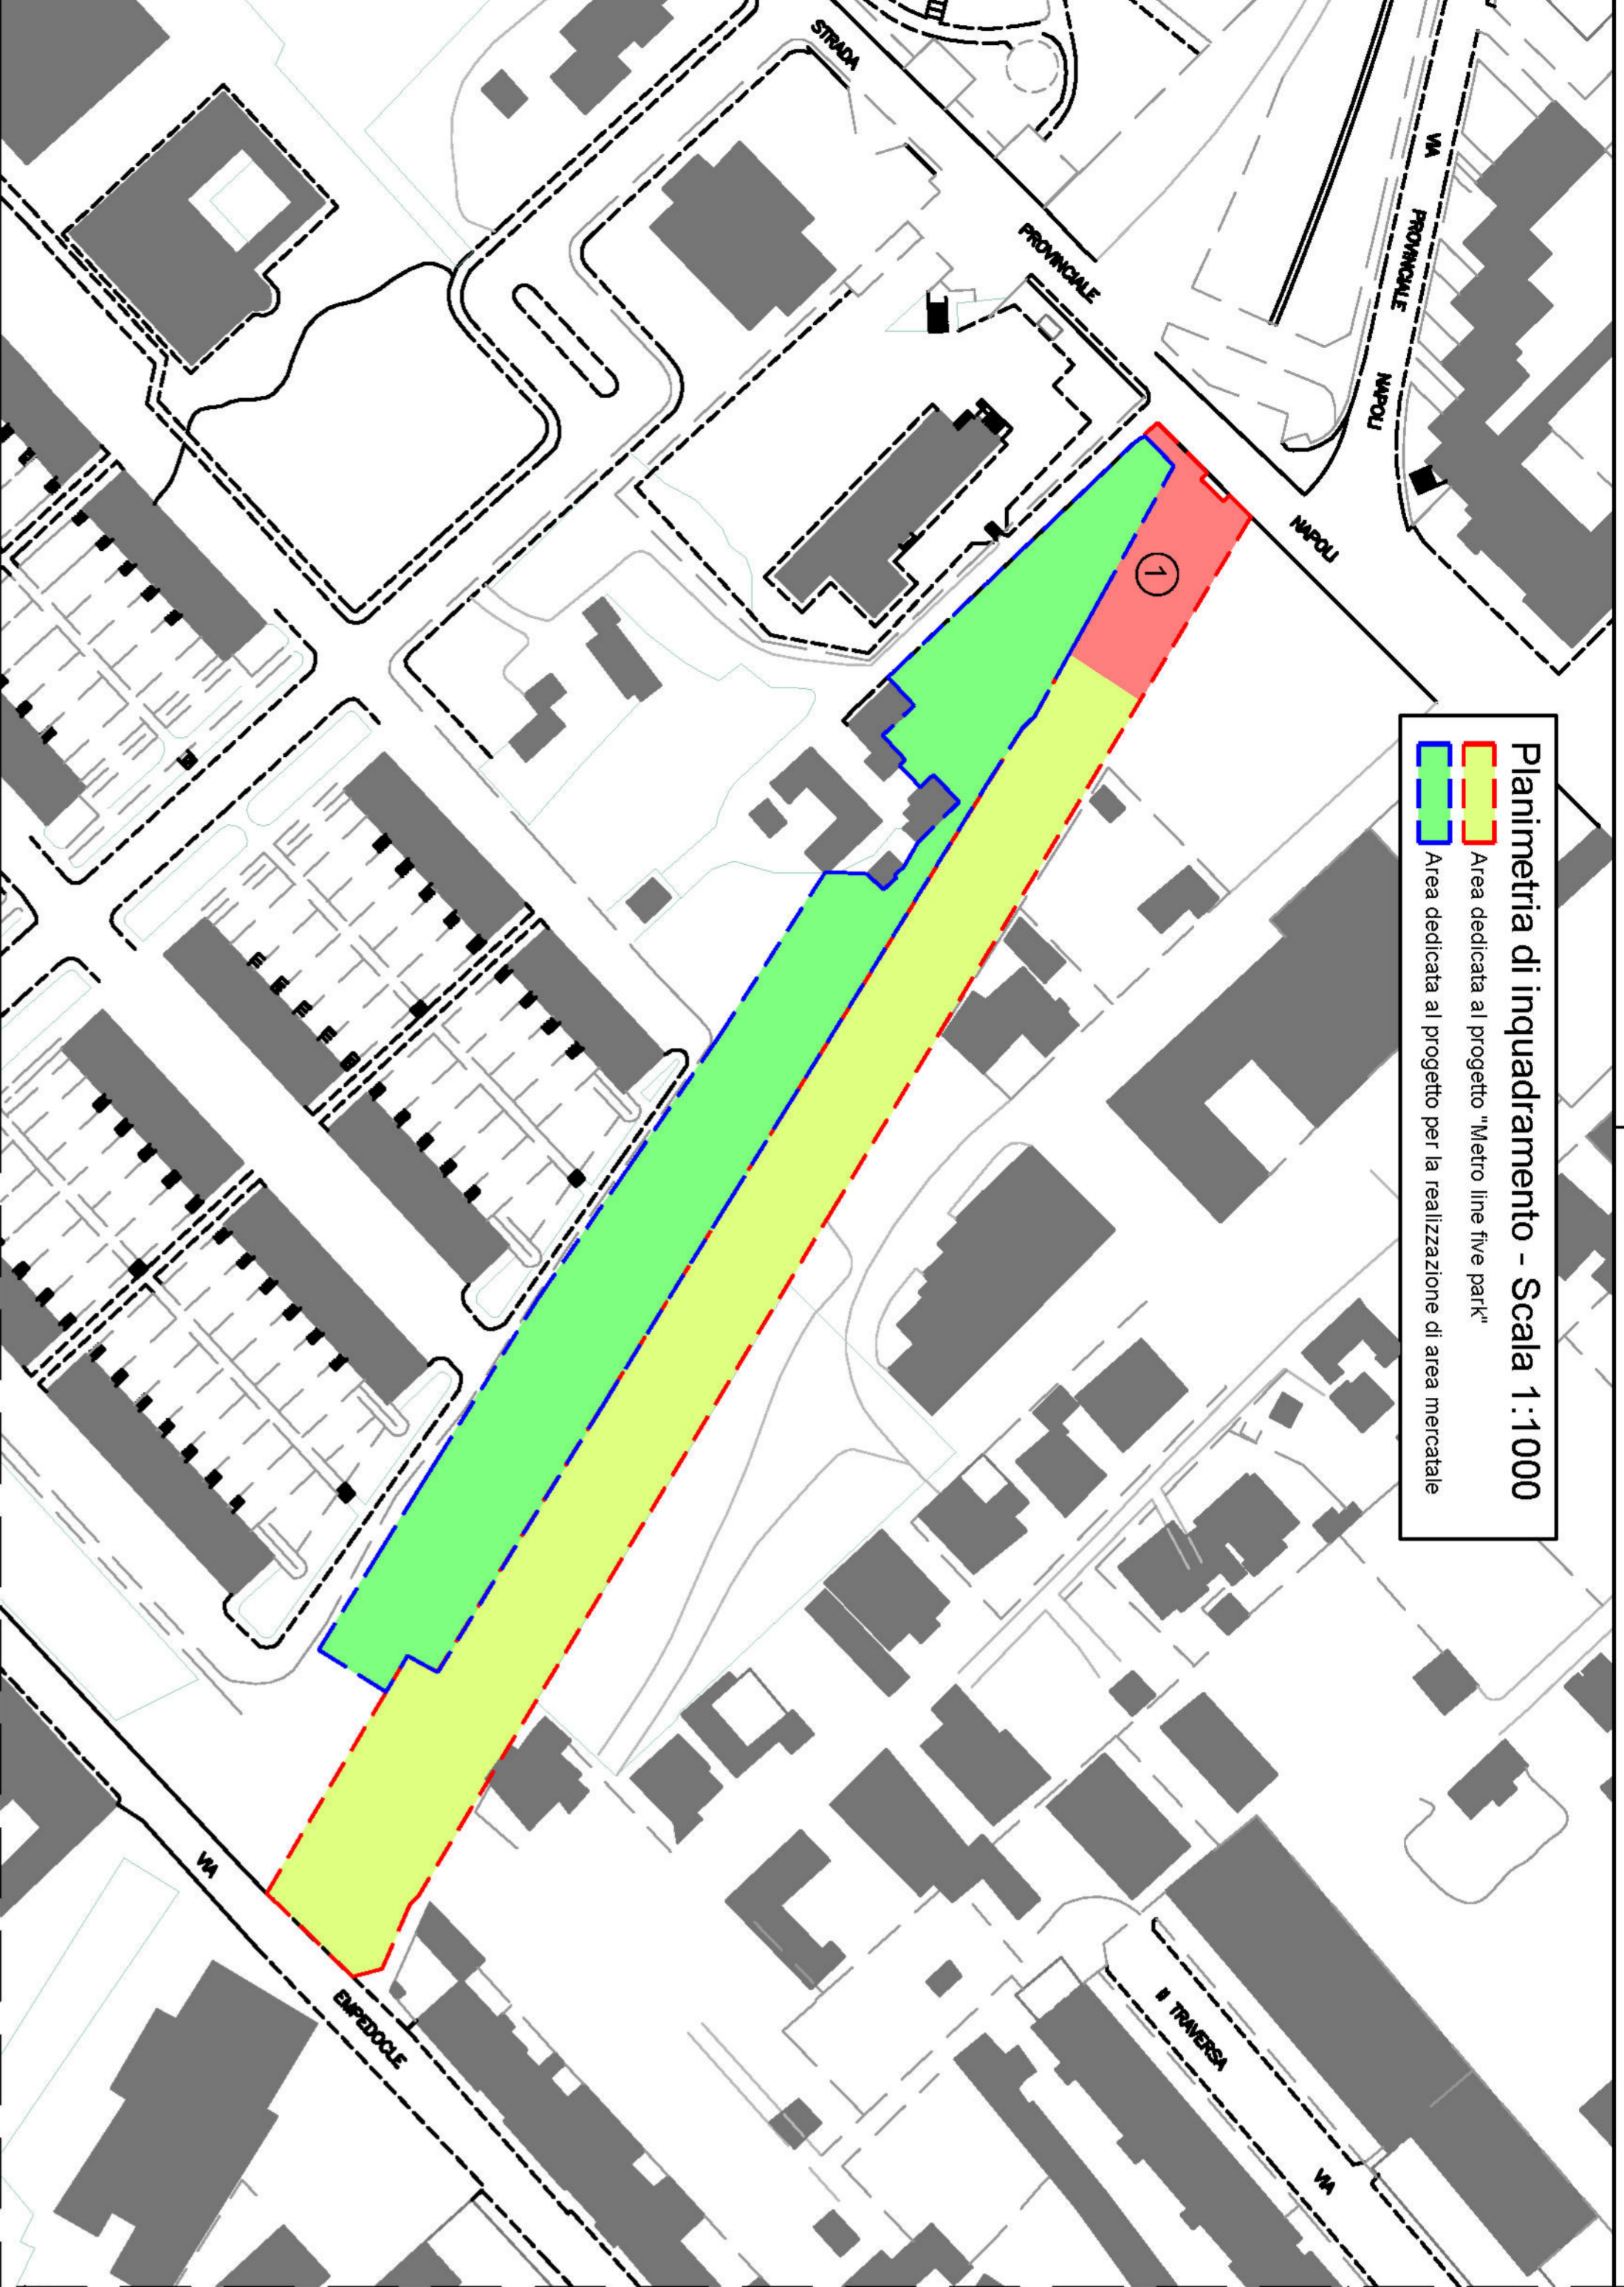 Planimetria di inquadramento - Scala 1:1000
Area dedicata al progetto "Metro line five park"
Area dedicata al progetto per la realizzazione di area mercatale
VIA PROVINCIALE NAPOLI
STRADA PROVINCIALE NAPOLI
1
VIA EMPEDOCLE
II TRAVERSA VIA